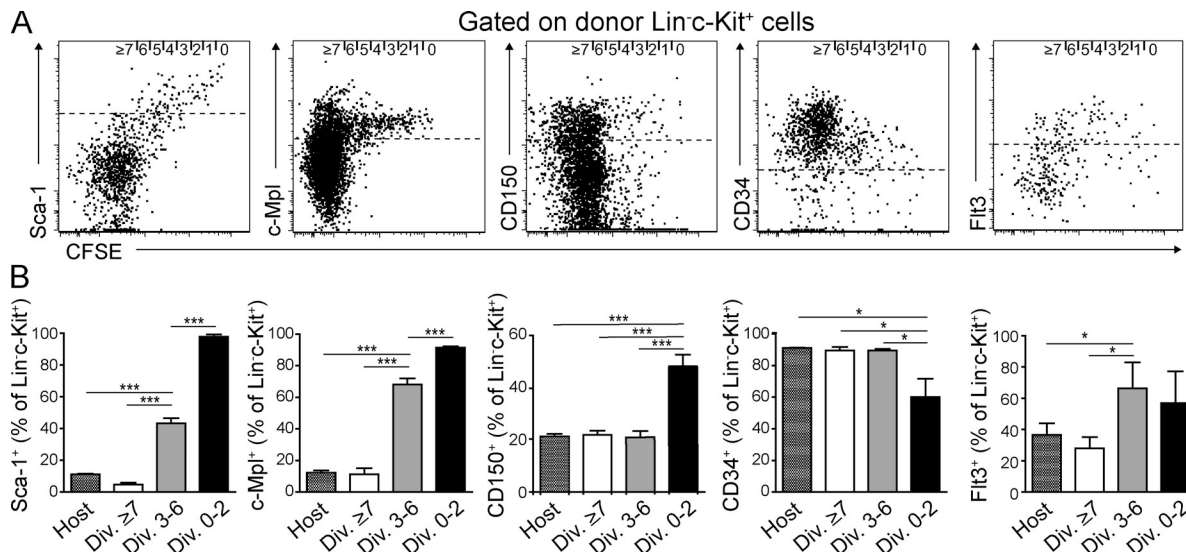 A
Gated on donor Lin⁻c-Kit⁺ cells
≥7 6 5 4 3 2 1 0
≥7 6 5 4 3 2 1 0
≥7 6 5 4 3 2 1 0
≥7 6 5 4 3 2 1 0
≥7 6 5 4 3 2 1 0
Sca-1
c-Mpl
CD150
CD34
Flt3
CFSE
B
Sca-1⁺ (% of Lin⁻c-Kit⁺)
100
80
60
40
20
0
***
***
***
Host
Div. ≥7
Div. 3-6
Div. 0-2
c-Mpl⁺ (% of Lin⁻c-Kit⁺)
100
80
60
40
20
0
***
***
***
Host
Div. ≥7
Div. 3-6
Div. 0-2
CD150⁺ (% of Lin⁻c-Kit⁺)
60
40
20
0
***
***
***
Host
Div. ≥7
Div. 3-6
Div. 0-2
CD34⁺ (% of Lin⁻c-Kit⁺)
100
80
60
40
20
0
*
*
*
Host
Div. ≥7
Div. 3-6
Div. 0-2
Flt3⁺ (% of Lin⁻c-Kit⁺)
100
80
60
40
20
0
*
*
Host
Div. ≥7
Div. 3-6
Div. 0-2